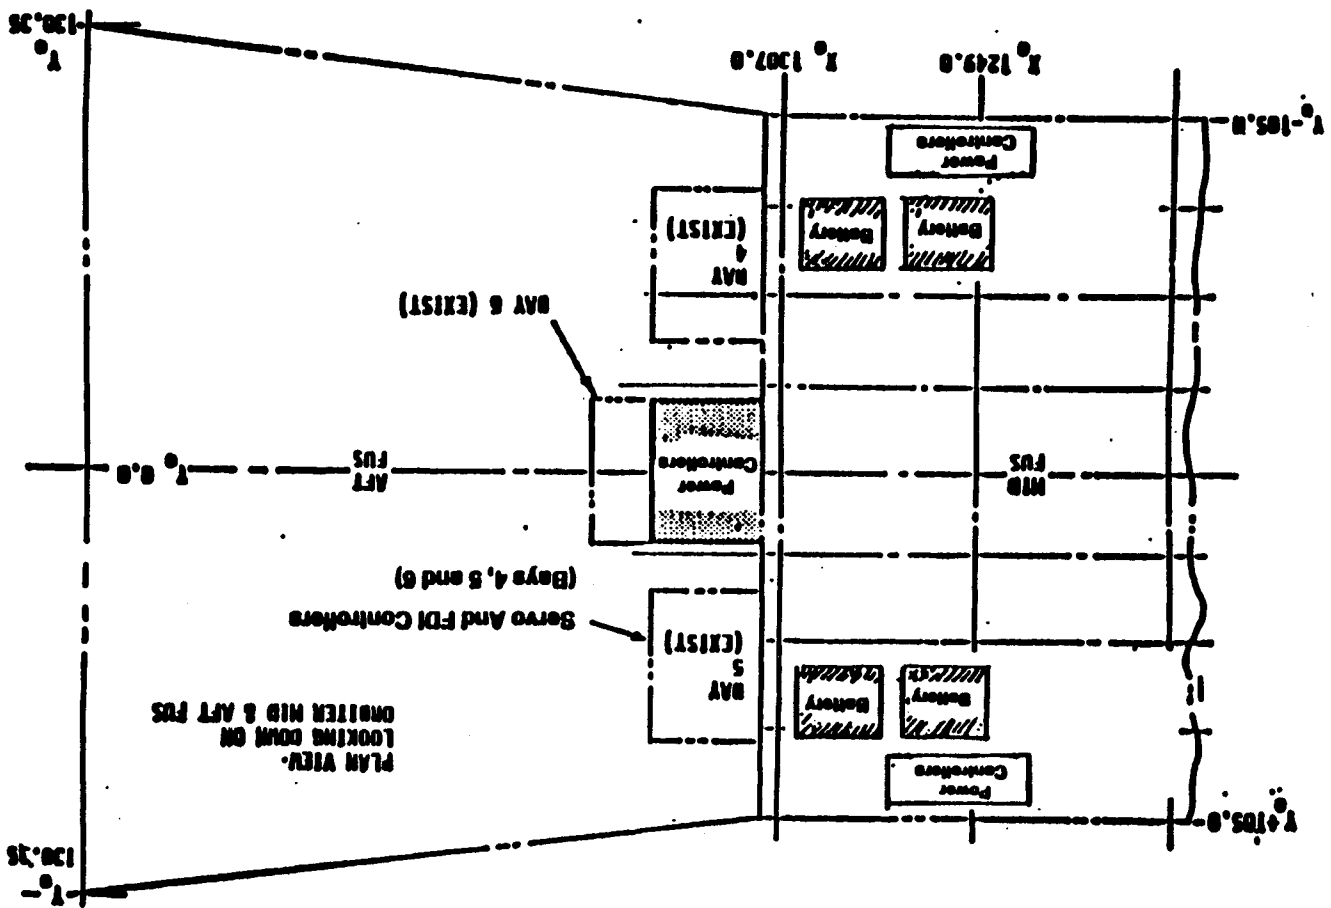 Yₒ-
130.35
Yₒ+105.0
Power
Controllers
PLAN VIEW-
LOOKING DOWN ON
ORBITER MID & AFT FUS
Battery
Battery
BAY
5
(EXIST)
Servo And FDI Controllers
(Bays 4, 5 and 6)
MID
FUS
Power
Controllers
AFT
FUS
Yₒ 0.0
BAY 6 (EXIST)
BAY
4
(EXIST)
Battery
Battery
Power
Controllers
Yₒ-105.0
Xₒ 1249.0
Xₒ 1307.0
Yₒ
130.35